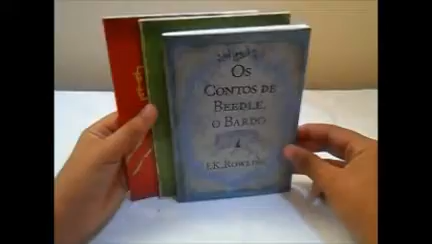 Os
Contos de
Beedle,
o Bardo
J.K. Rowling